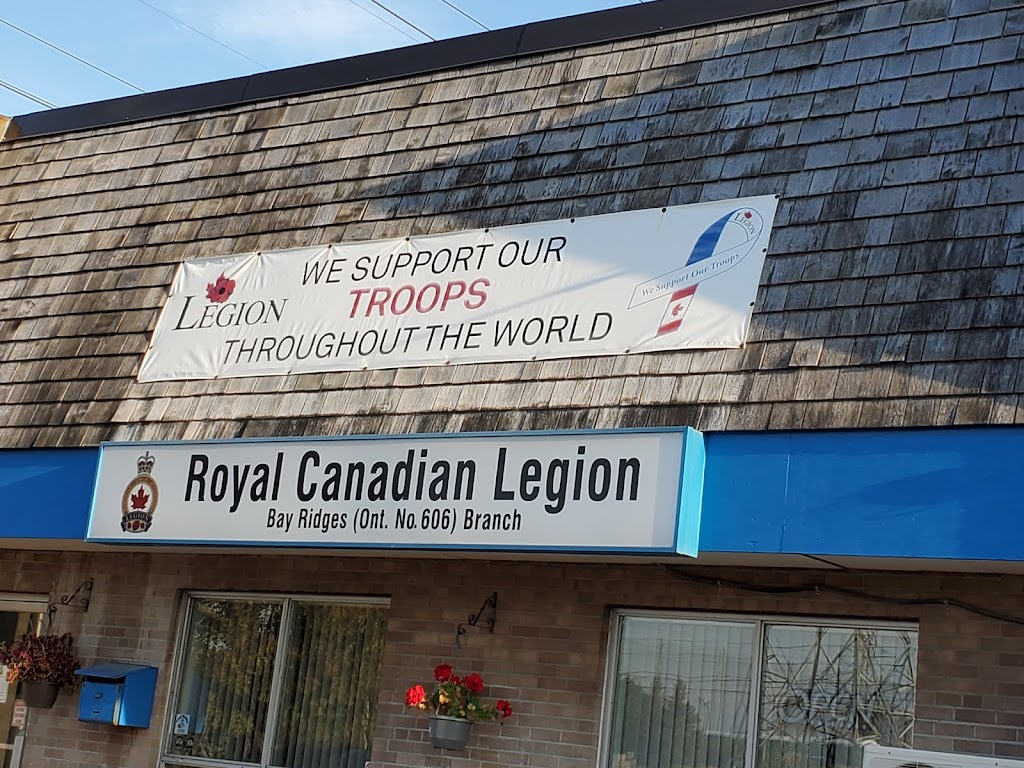 WE SUPPORT OUR
TROOPS
THROUGHOUT THE WORLD
LEGION
LEGION
We Support Our Troops
Royal Canadian Legion
Bay Ridges (Ont. No. 606) Branch
LEGION